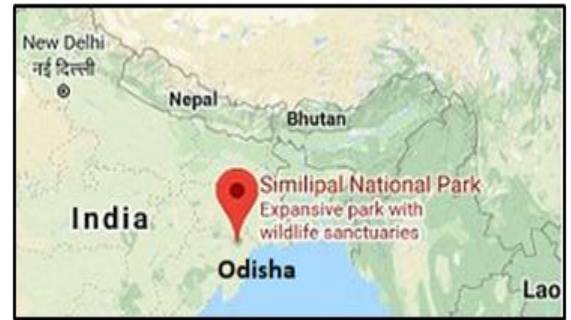 New Delhi
नई दिल्ली
Nepal
Bhutan
Similipal National Park
Expansive park with
wildlife sanctuaries
India
Odisha
Lao